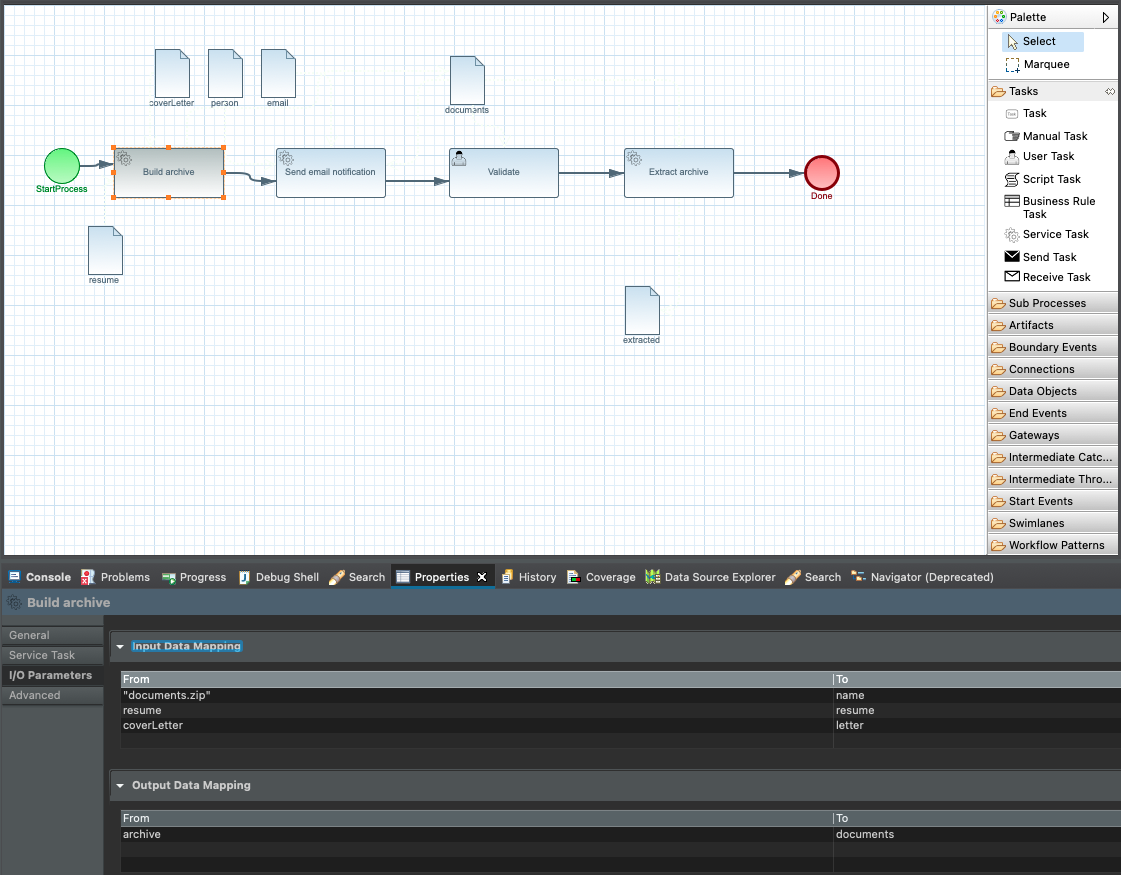 coverLetter
person
email
documents
StartProcess
Build archive
Send email notification
Validate
Extract archive
Done
resume
extracted
Palette
Select
Marquee
Tasks
Task
Manual Task
User Task
Script Task
Business Rule
Task
Service Task
Send Task
Receive Task
Sub Processes
Artifacts
Boundary Events
Connections
Data Objects
End Events
Gateways
Intermediate Catc...
Intermediate Thro...
Start Events
Swimlanes
Workflow Patterns
Console Problems Progress Debug Shell Search Properties History Coverage Data Source Explorer Search Navigator (Deprecated)
Build archive
General
Service Task
I/O Parameters
Advanced
Input Data Mapping
From To
"documents.zip" name
resume resume
coverLetter letter
Output Data Mapping
From To
archive documents